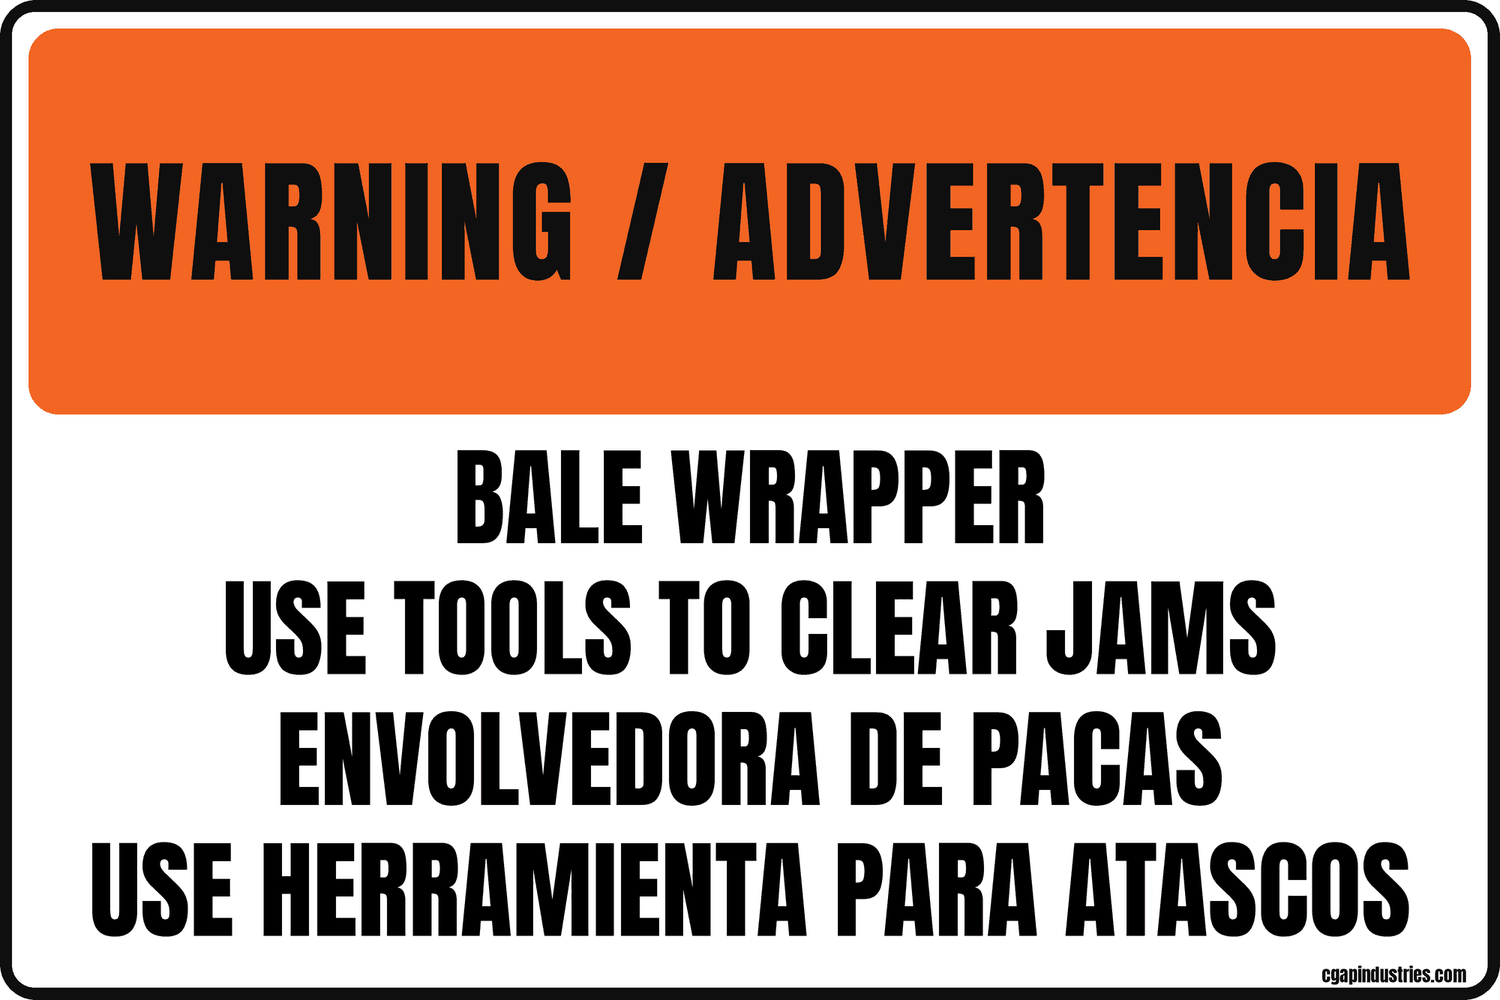 WARNING / ADVERTENCIA
BALE WRAPPER
USE TOOLS TO CLEAR JAMS
ENVOLVEDORA DE PACAS
USE HERRAMIENTA PARA ATASCOS
cgapindustries.com